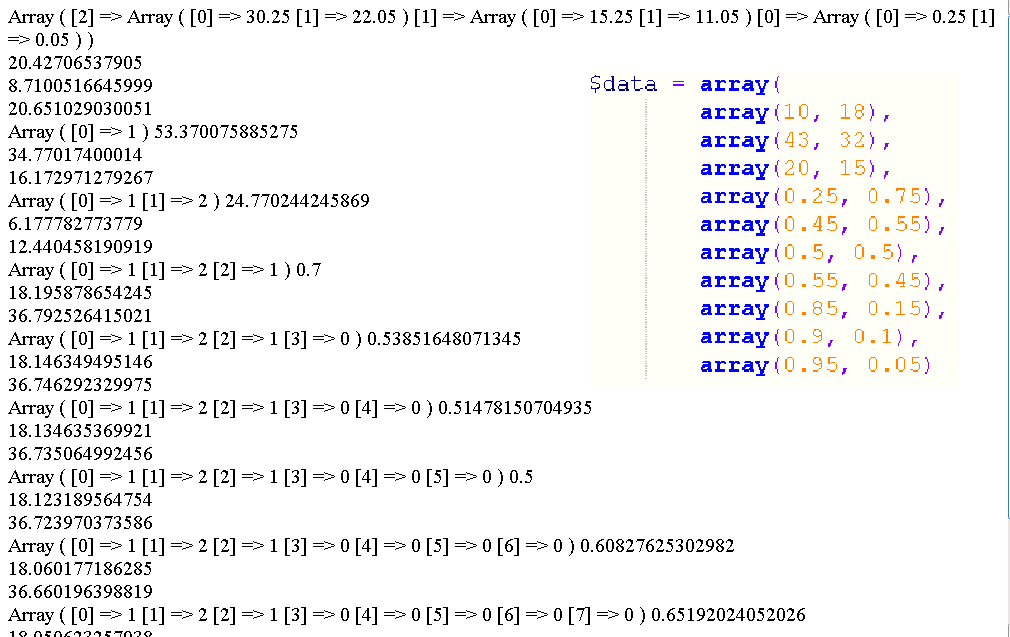 Array ( [2] => Array ( [0] => 30.25 [1] => 22.05 ) [1] => Array ( [0] => 15.25 [1] => 11.05 ) [0] => Array ( [0] => 0.25 [1]
=> 0.05 ) )
20.42706537905
8.7100516645999
20.651029030051
Array ( [0] => 1 ) 53.370075885275
34.77017400014
16.172971279267
Array ( [0] => 1 [1] => 2 ) 24.770244245869
6.177782773779
12.440458190919
Array ( [0] => 1 [1] => 2 [2] => 1 ) 0.7
18.195878654245
36.792526415021
Array ( [0] => 1 [1] => 2 [2] => 1 [3] => 0 ) 0.53851648071345
18.146349495146
36.746292329975
Array ( [0] => 1 [1] => 2 [2] => 1 [3] => 0 [4] => 0 ) 0.51478150704935
18.134635369921
36.735064992456
Array ( [0] => 1 [1] => 2 [2] => 1 [3] => 0 [4] => 0 [5] => 0 ) 0.5
18.123189564754
36.723970373586
Array ( [0] => 1 [1] => 2 [2] => 1 [3] => 0 [4] => 0 [5] => 0 [6] => 0 ) 0.60827625302982
18.060177186285
36.660196398819
Array ( [0] => 1 [1] => 2 [2] => 1 [3] => 0 [4] => 0 [5] => 0 [6] => 0 [7] => 0 ) 0.65192024052026
18.050623257938
$data = array(
array(10, 18),
array(43, 32),
array(20, 15),
array(0.25, 0.75),
array(0.45, 0.55),
array(0.5, 0.5),
array(0.55, 0.45),
array(0.85, 0.15),
array(0.9, 0.1),
array(0.95, 0.05)